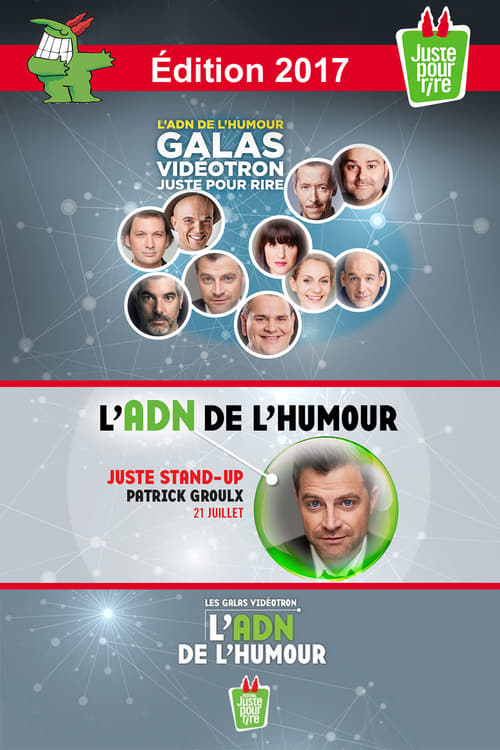 Édition 2017
Juste
pour
rire
L'ADN DE L'HUMOUR
GALAS
VIDÉOTRON
JUSTE POUR RIRE
L'ADN DE L'HUMOUR
JUSTE STAND-UP
PATRICK GROULX
21 JUILLET
LES GALAS VIDÉOTRON
L'ADN
DE L'HUMOUR
Juste
pour
rire